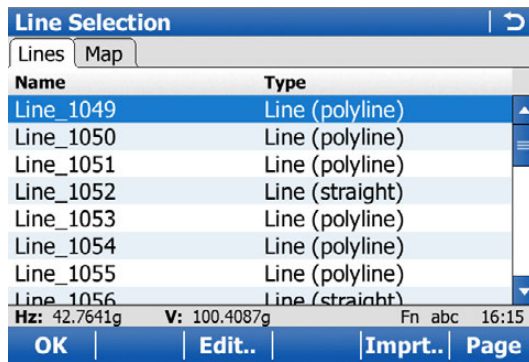 Line Selection
Lines Map
Name Type
Line_1049 Line (polyline)
Line_1050 Line (polyline)
Line_1051 Line (polyline)
Line_1052 Line (straight)
Line_1053 Line (polyline)
Line_1054 Line (polyline)
Line_1055 Line (polyline)
Line_1056 Line (straight)
Hz: 42.7641g V: 100.4087g Fn abc 16:15
OK Edit.. Imprt.. Page